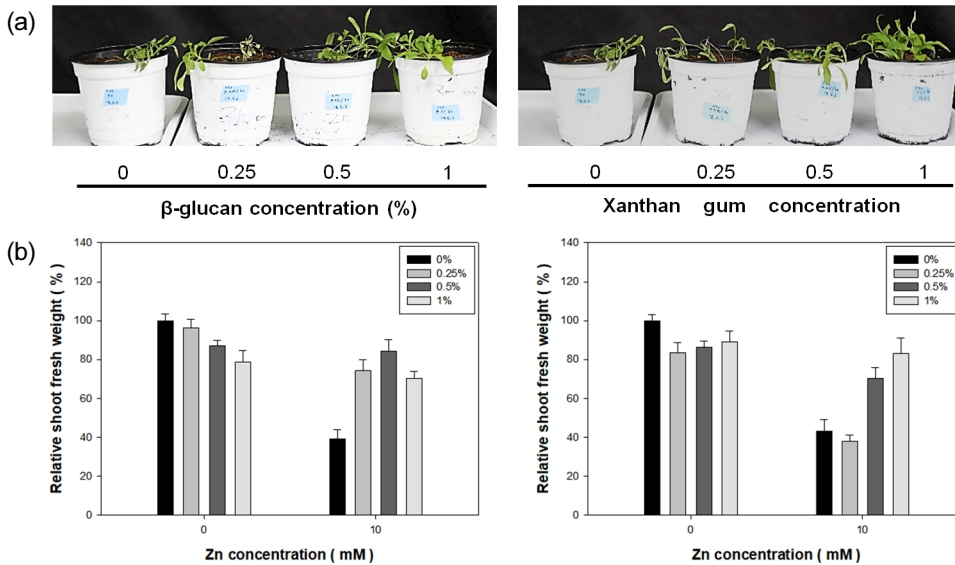 (a)
0 0.25 0.5 1
β-glucan concentration (%)
0 0.25 0.5 1
Xanthan gum concentration
(b)
140
120
100
80
60
40
20
0
Relative shoot fresh weight ( % )
0%
0.25%
0.5%
1%
0 10
Zn concentration ( mM )
140
120
100
80
60
40
20
0
Relative shoot fresh weight ( % )
0%
0.25%
0.5%
1%
0 10
Zn concentration ( mM )